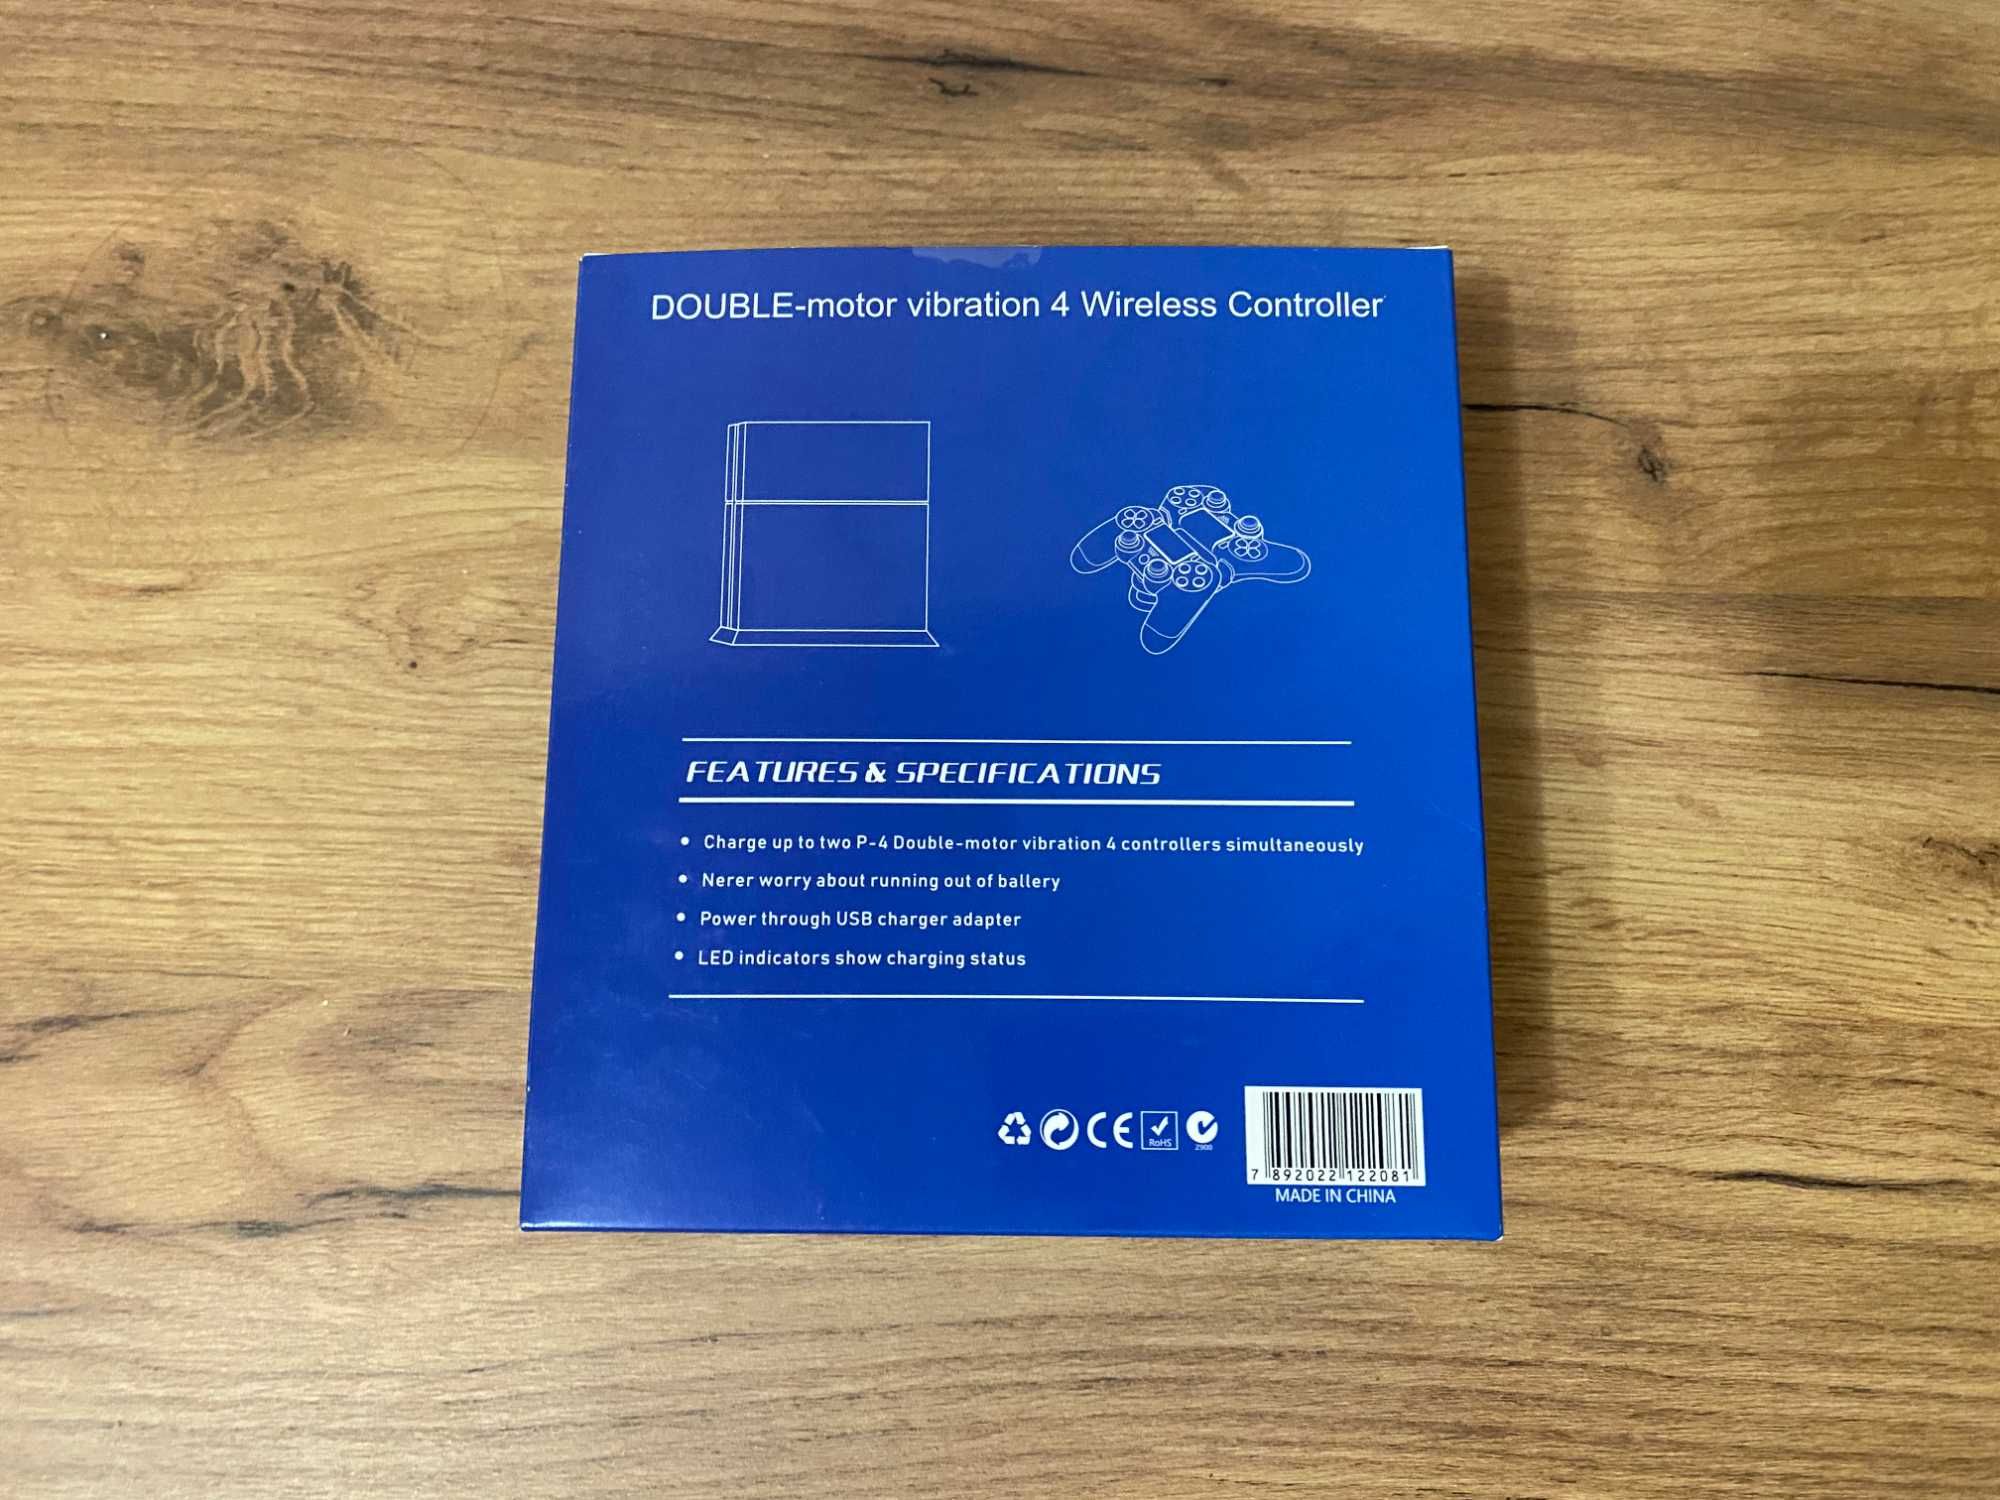 DOUBLE-motor vibration 4 Wireless Controller
FEATURES & SPECIFICATIONS
• Charge up to two P-4 Double-motor vibration 4 controllers simultaneously
• Nerer worry about running out of ballery
• Power through USB charger adapter
• LED indicators show charging status
CE
RoHS
Z900
7 892022 122081
MADE IN CHINA